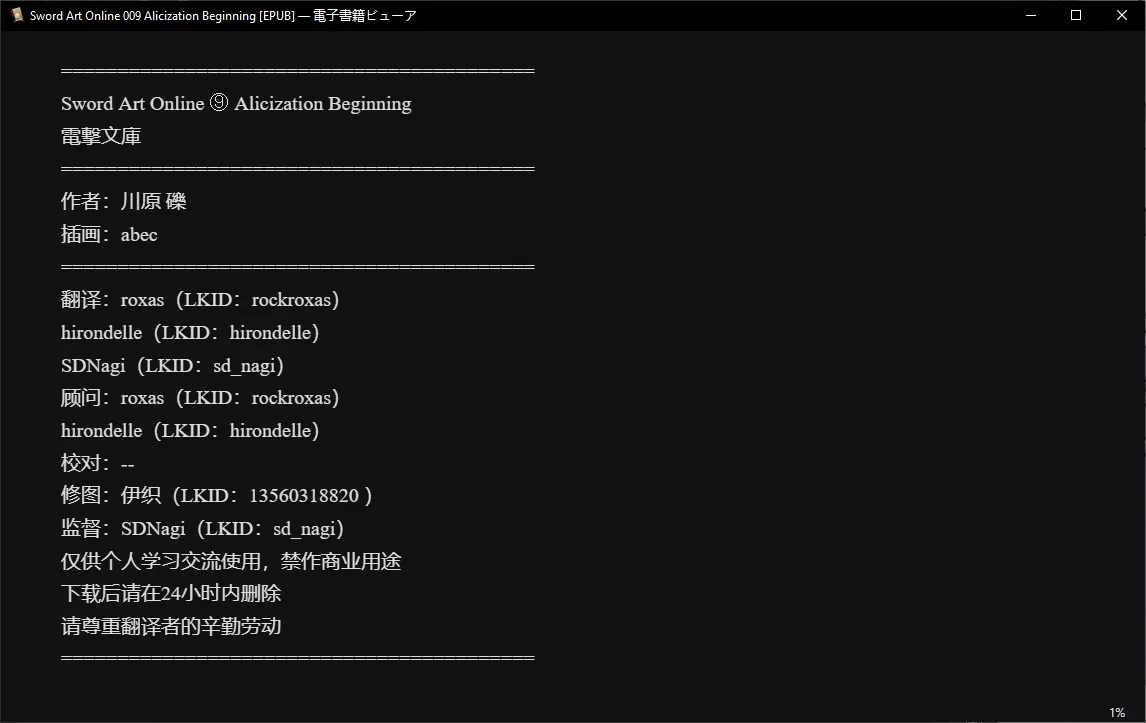 Sword Art Online 009 Alicization Beginning [EPUB] — 電子書籍ビューア
==========================================
Sword Art Online ⑨ Alicization Beginning
電撃文庫
==========================================
作者：川原 礫
插画：abec
==========================================
翻译：roxas（LKID：rockroxas）
hirondelle（LKID：hirondelle）
SDNagi（LKID：sd_nagi）
顾问：roxas（LKID：rockroxas）
hirondelle（LKID：hirondelle）
校对：--
修图：伊织（LKID：13560318820 ）
监督：SDNagi（LKID：sd_nagi）
仅供个人学习交流使用，禁作商业用途
下载后请在24小时内删除
请尊重翻译者的辛勤劳动
==========================================
1%